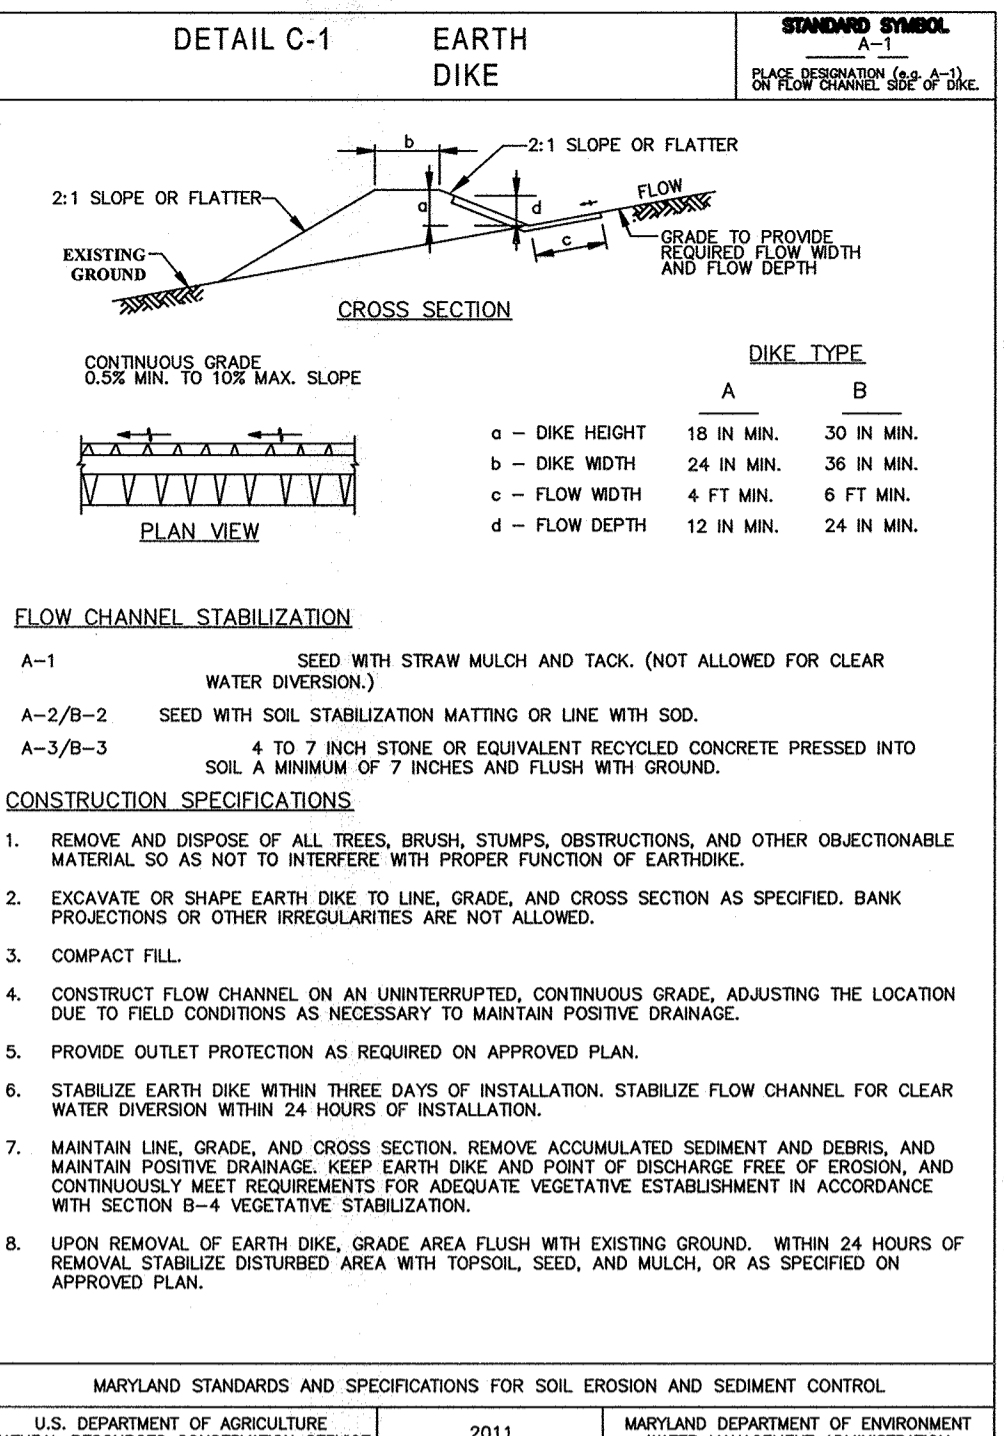 DETAIL C-1 EARTH
DIKE
STANDARD SYMBOL
A-1
PLACE DESIGNATION (e.g. A-1)
ON FLOW CHANNEL SIDE OF DIKE.
b
2:1 SLOPE OR FLATTER
2:1 SLOPE OR FLATTER
a
d
FLOW
c
GRADE TO PROVIDE
REQUIRED FLOW WIDTH
AND FLOW DEPTH
EXISTING
GROUND
CROSS SECTION
CONTINUOUS GRADE
0.5% MIN. TO 10% MAX. SLOPE
PLAN VIEW
DIKE TYPE
A B
a - DIKE HEIGHT 18 IN MIN. 30 IN MIN.
b - DIKE WIDTH 24 IN MIN. 36 IN MIN.
c - FLOW WIDTH 4 FT MIN. 6 FT MIN.
d - FLOW DEPTH 12 IN MIN. 24 IN MIN.
FLOW CHANNEL STABILIZATION
A-1 SEED WITH STRAW MULCH AND TACK. (NOT ALLOWED FOR CLEAR
WATER DIVERSION.)
A-2/B-2 SEED WITH SOIL STABILIZATION MATTING OR LINE WITH SOD.
A-3/B-3 4 TO 7 INCH STONE OR EQUIVALENT RECYCLED CONCRETE PRESSED INTO
SOIL A MINIMUM OF 7 INCHES AND FLUSH WITH GROUND.
CONSTRUCTION SPECIFICATIONS
1. REMOVE AND DISPOSE OF ALL TREES, BRUSH, STUMPS, OBSTRUCTIONS, AND OTHER OBJECTIONABLE
MATERIAL SO AS NOT TO INTERFERE WITH PROPER FUNCTION OF EARTHDIKE.
2. EXCAVATE OR SHAPE EARTH DIKE TO LINE, GRADE, AND CROSS SECTION AS SPECIFIED. BANK
PROJECTIONS OR OTHER IRREGULARITIES ARE NOT ALLOWED.
3. COMPACT FILL.
4. CONSTRUCT FLOW CHANNEL ON AN UNINTERRUPTED, CONTINUOUS GRADE, ADJUSTING THE LOCATION
DUE TO FIELD CONDITIONS AS NECESSARY TO MAINTAIN POSITIVE DRAINAGE.
5. PROVIDE OUTLET PROTECTION AS REQUIRED ON APPROVED PLAN.
6. STABILIZE EARTH DIKE WITHIN THREE DAYS OF INSTALLATION. STABILIZE FLOW CHANNEL FOR CLEAR
WATER DIVERSION WITHIN 24 HOURS OF INSTALLATION.
7. MAINTAIN LINE, GRADE, AND CROSS SECTION. REMOVE ACCUMULATED SEDIMENT AND DEBRIS, AND
MAINTAIN POSITIVE DRAINAGE. KEEP EARTH DIKE AND POINT OF DISCHARGE FREE OF EROSION, AND
CONTINUOUSLY MEET REQUIREMENTS FOR ADEQUATE VEGETATIVE ESTABLISHMENT IN ACCORDANCE
WITH SECTION B-4 VEGETATIVE STABILIZATION.
8. UPON REMOVAL OF EARTH DIKE, GRADE AREA FLUSH WITH EXISTING GROUND. WITHIN 24 HOURS OF
REMOVAL STABILIZE DISTURBED AREA WITH TOPSOIL, SEED, AND MULCH, OR AS SPECIFIED ON
APPROVED PLAN.
MARYLAND STANDARDS AND SPECIFICATIONS FOR SOIL EROSION AND SEDIMENT CONTROL
U.S. DEPARTMENT OF AGRICULTURE
2011
MARYLAND DEPARTMENT OF ENVIRONMENT